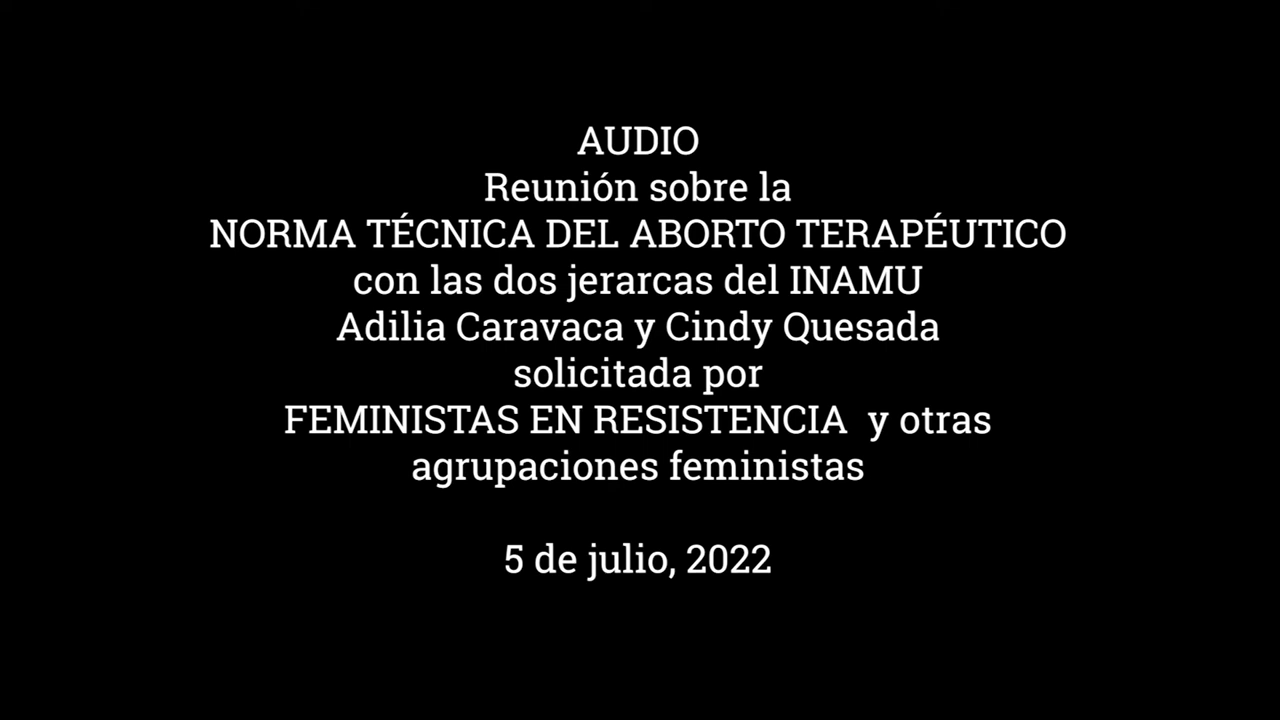 AUDIO
Reunión sobre la
NORMA TÉCNICA DEL ABORTO TERAPÉUTICO
con las dos jerarcas del INAMU
Adilia Caravaca y Cindy Quesada
solicitada por
FEMINISTAS EN RESISTENCIA y otras
agrupaciones feministas
5 de julio, 2022